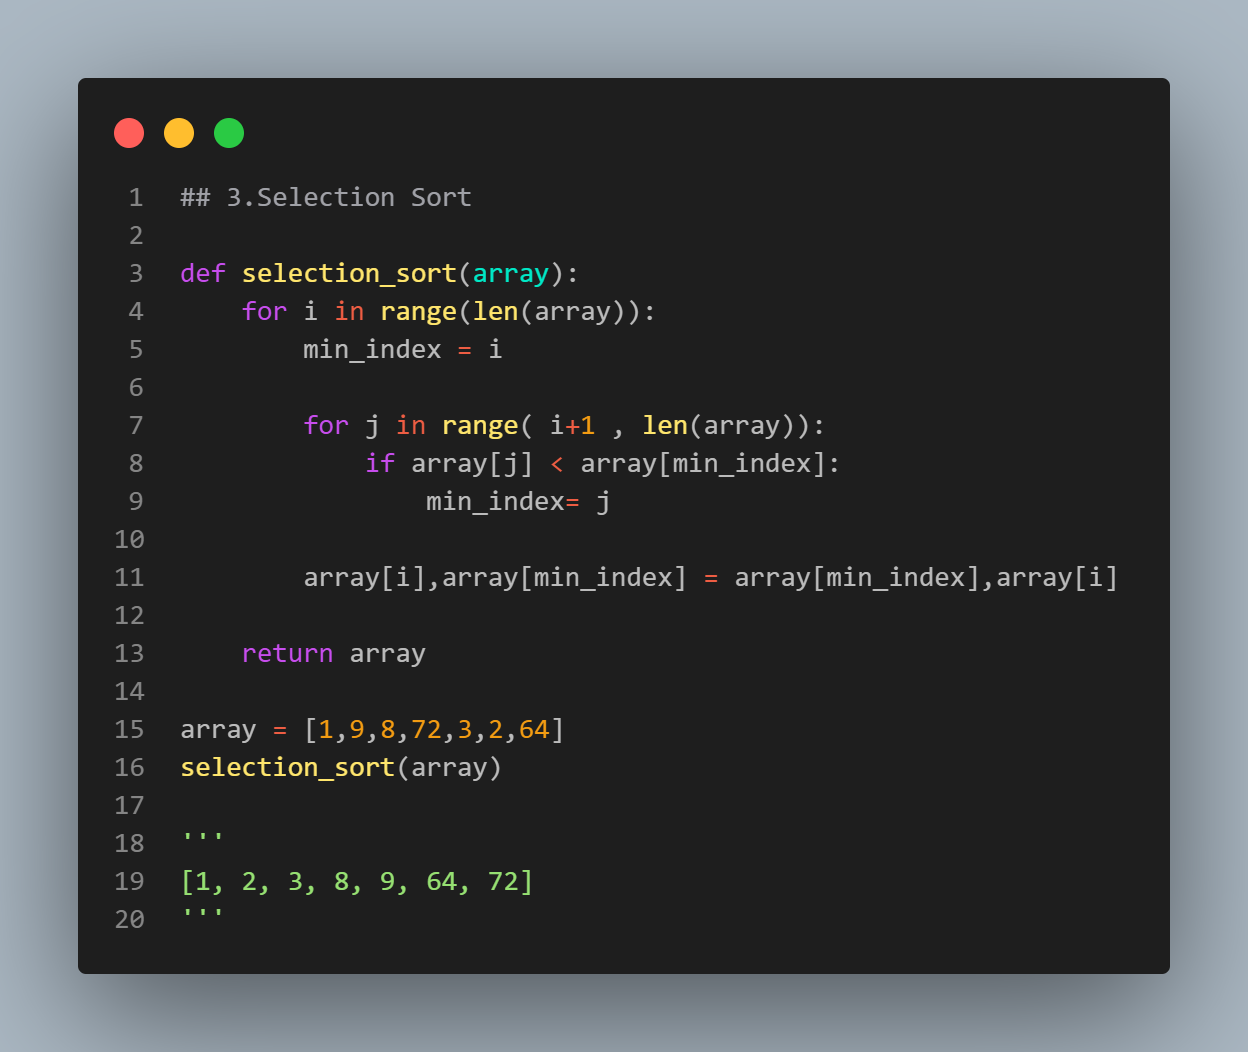 1 ## 3.Selection Sort
2
3 def selection_sort(array):
4     for i in range(len(array)):
5         min_index = i
6
7         for j in range( i+1 , len(array)):
8             if array[j] < array[min_index]:
9                 min_index= j
10
11         array[i],array[min_index] = array[min_index],array[i]
12
13     return array
14
15 array = [1,9,8,72,3,2,64]
16 selection_sort(array)
17
18 '''
19 [1, 2, 3, 8, 9, 64, 72]
20 '''